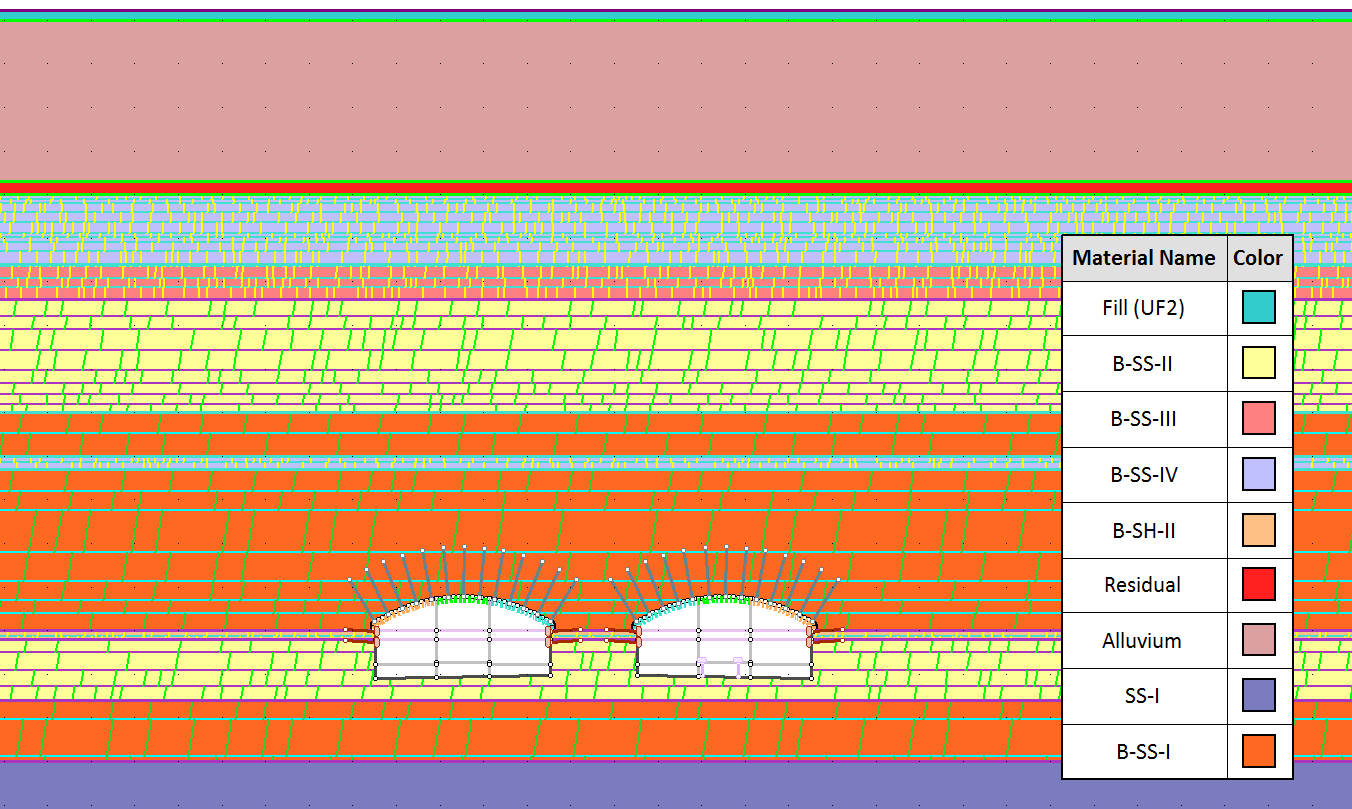 Material Name Color
Fill (UF2)
B-SS-II
B-SS-III
B-SS-IV
B-SH-II
Residual
Alluvium
SS-I
B-SS-I